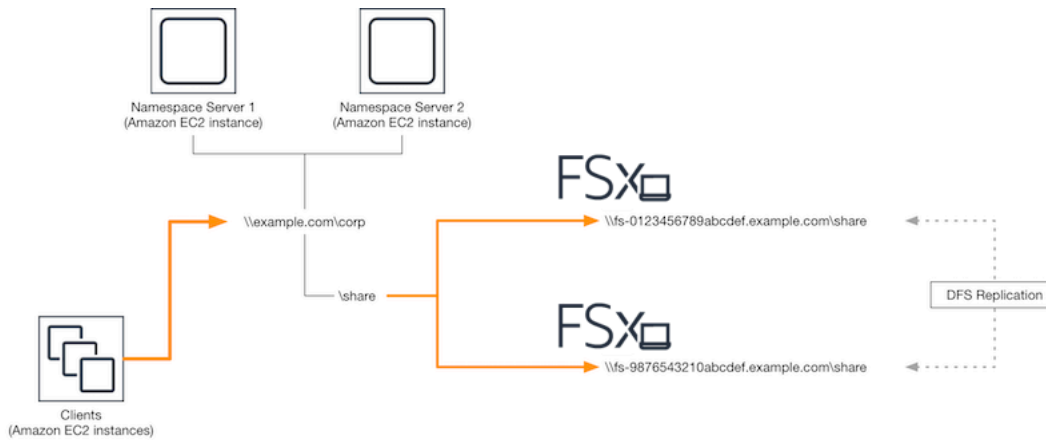 Namespace Server 1
(Amazon EC2 instance)
Namespace Server 2
(Amazon EC2 instance)
FSx
\\example.com\corp
\\fs-0123456789abcdef.example.com\share
\share
DFS Replication
FSx
\\fs-9876543210abcdef.example.com\share
Clients
(Amazon EC2 instances)